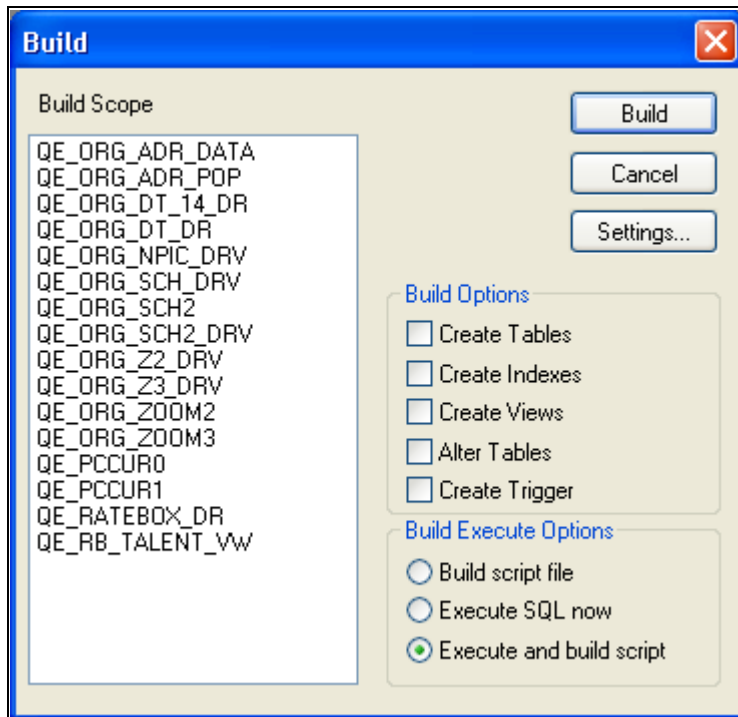 Build
Build Scope
QE_ORG_ADR_DATA
QE_ORG_ADR_POP
QE_ORG_DT_14_DR
QE_ORG_DT_DR
QE_ORG_NPIC_DRV
QE_ORG_SCH_DRV
QE_ORG_SCH2
QE_ORG_SCH2_DRV
QE_ORG_Z2_DRV
QE_ORG_Z3_DRV
QE_ORG_ZOOM2
QE_ORG_ZOOM3
QE_PCCUR0
QE_PCCUR1
QE_RATEBOX_DR
QE_RB_TALENT_VW
Build
Cancel
Settings...
Build Options
Create Tables
Create Indexes
Create Views
Alter Tables
Create Trigger
Build Execute Options
Build script file
Execute SQL now
Execute and build script